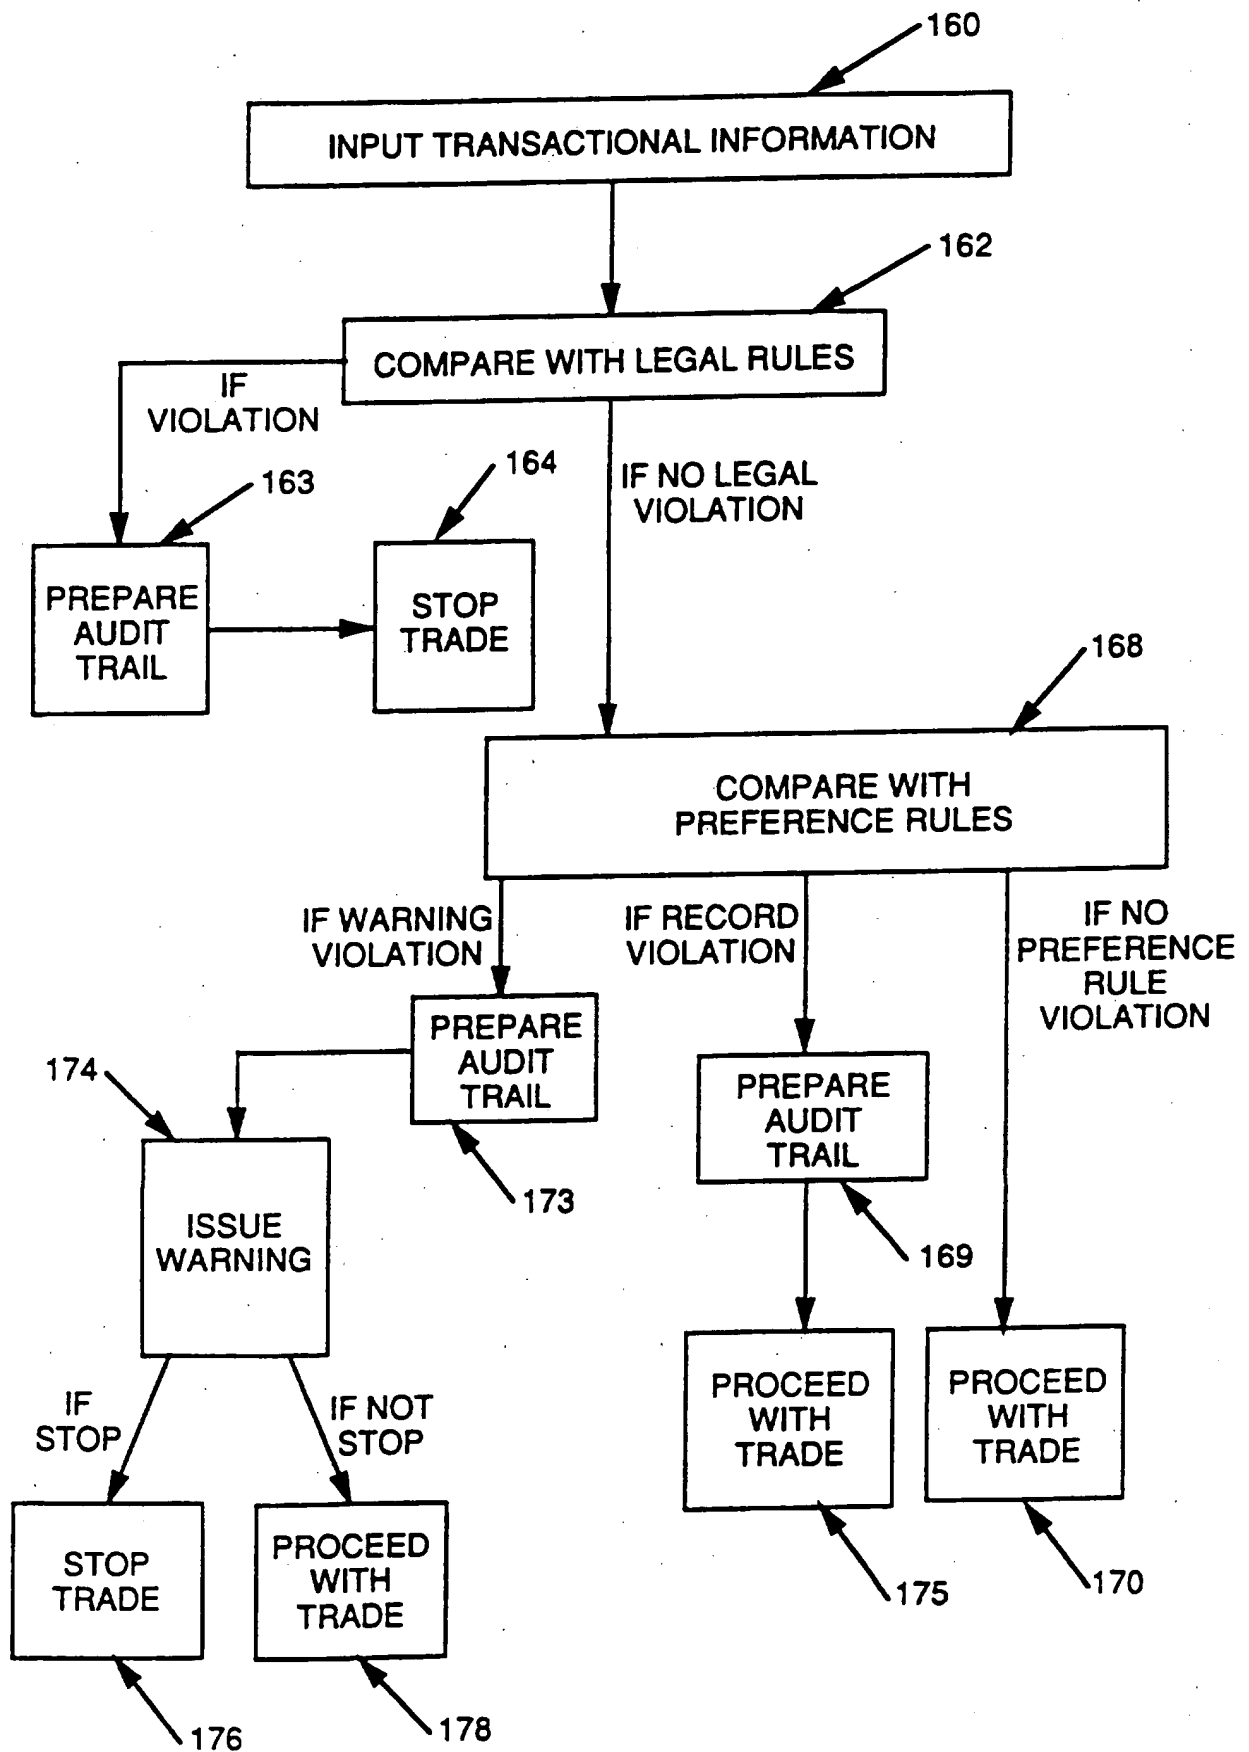 160
INPUT TRANSACTIONAL INFORMATION
162
COMPARE WITH LEGAL RULES
IF
VIOLATION
163
164
IF NO LEGAL
VIOLATION
PREPARE
AUDIT
TRAIL
STOP
TRADE
168
COMPARE WITH
PREFERENCE RULES
IF WARNING
VIOLATION
IF RECORD
VIOLATION
IF NO
PREFERENCE
RULE
VIOLATION
PREPARE
AUDIT
TRAIL
173
174
PREPARE
AUDIT
TRAIL
169
ISSUE
WARNING
IF
STOP
IF NOT
STOP
PROCEED
WITH
TRADE
175
PROCEED
WITH
TRADE
170
STOP
TRADE
176
PROCEED
WITH
TRADE
178